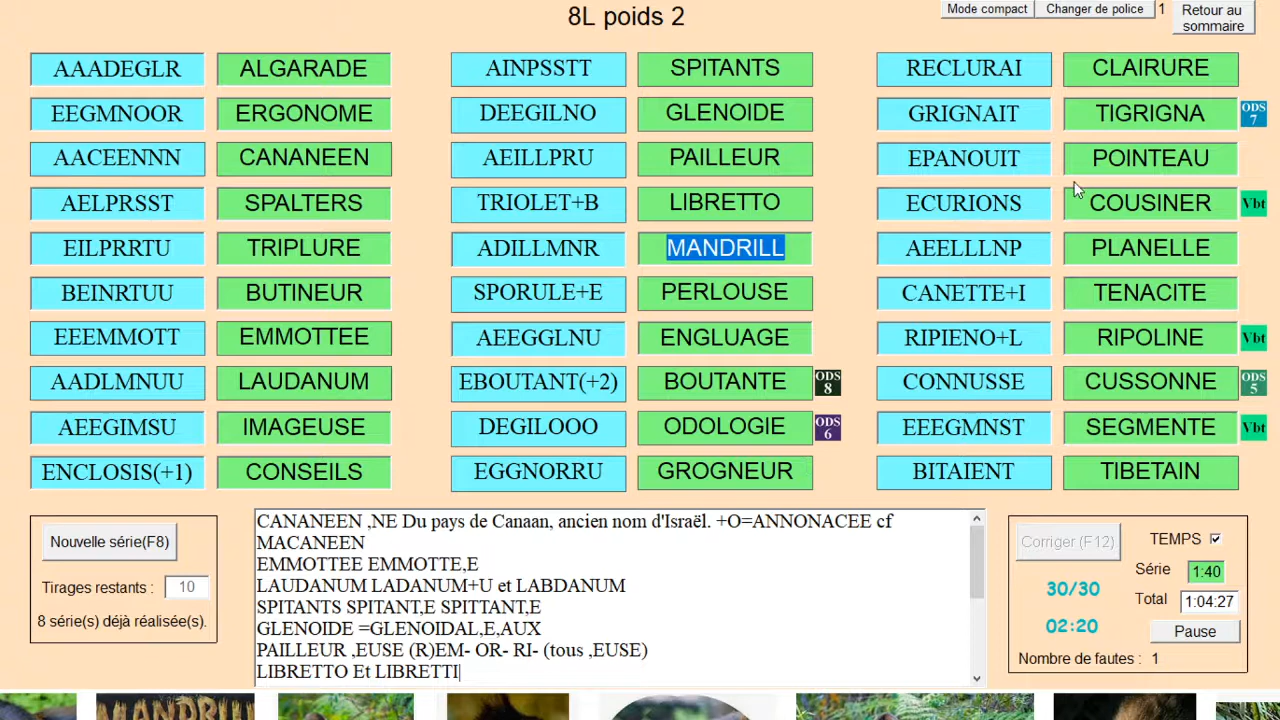 8L poids 2
Mode compact
Changer de police
1
Retour au
sommaire
AAADEGLR ALGARADE
EEGMNOOR ERGONOME
AACEENNN CANANEEN
AELPRSST SPALTERS
EILPRRTU TRIPLURE
BEINRTUU BUTINEUR
EEEMMOTT EMMOTTEE
AADLMNUU LAUDANUM
AEEGIMSU IMAGEUSE
ENCLOSIS(+1) CONSEILS
AINPSSTT SPITANTS
DEEGILNO GLENOIDE
AEILLPRU PAILLEUR
TRIOLET+B LIBRETTO
ADILLMNR MANDRILL
SPORULE+E PERLOUSE
AEEGGLNU ENGLUAGE
EBOUTANT(+2) BOUTANTE ODS 8
DEGILOOO ODOLOGIE ODS 6
EGGNORRU GROGNEUR
RECLURAI CLAIRURE
GRIGNAIT TIGRIGNA ODS 7
EPANOUIT POINTEAU
ECURIONS COUSINER Vbt
AEELLLNP PLANELLE
CANETTE+I TENACITE
RIPIENO+L RIPOLINE Vbt
CONNUSSE CUSSONNE ODS 5
EEEGMNST SEGMENTE Vbt
BITAIENT TIBETAIN
Nouvelle série(F8)
Tirages restants : 10
8 série(s) déjà réalisée(s).
CANANEEN ,NE Du pays de Canaan, ancien nom d'Israël. +O=ANNONACEE cf
MACANEEN
EMMOTTEE EMMOTTE,E
LAUDANUM LADANUM+U et LABDANUM
SPITANTS SPITANT,E SPITTANT,E
GLENOIDE =GLENOIDAL,E,AUX
PAILLEUR ,EUSE (R)EM- OR- RI- (tous ,EUSE)
LIBRETTO Et LIBRETTI
Corriger (F12)
TEMPS
30/30
Série 1:40
Total 1:04:27
02:20
Pause
Nombre de fautes : 1
MANDRILL